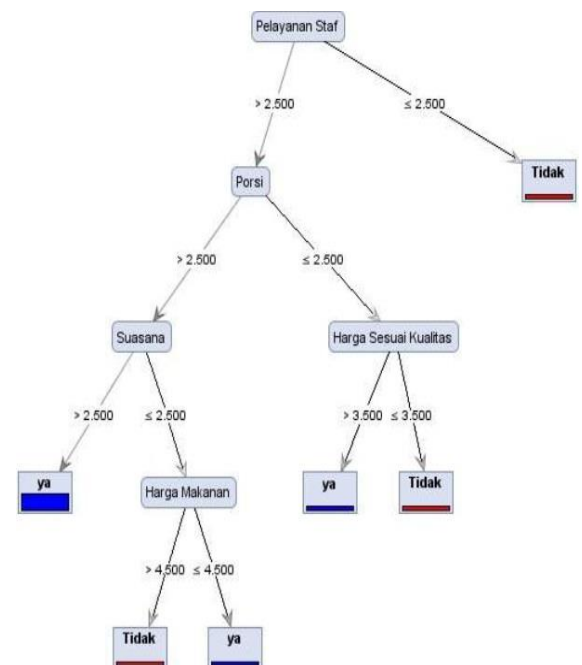 Pelayanan Staf
> 2.500
≤ 2.500
Tidak
Porsi
> 2.500
≤ 2.500
Suasana
Harga Sesuai Kualitas
> 2.500
≤ 2.500
> 3.500
≤ 3.500
ya
Harga Makanan
ya
Tidak
> 4.500
≤ 4.500
Tidak
ya